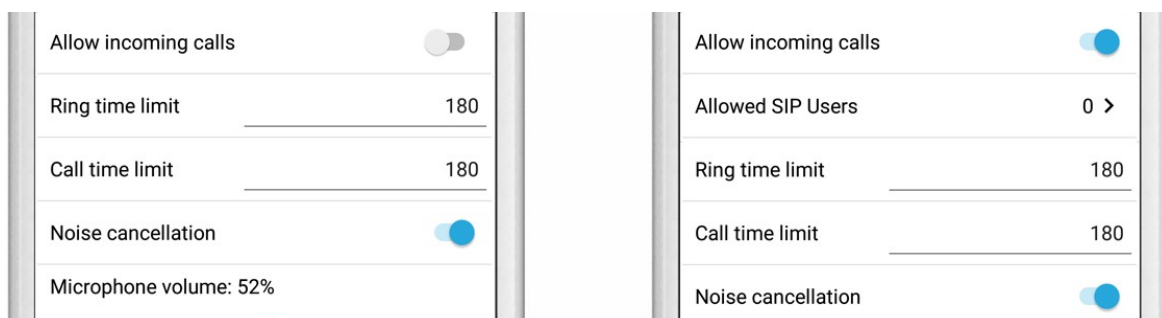 Allow incoming calls
Ring time limit 180
Call time limit 180
Noise cancellation
Microphone volume: 52%
Allow incoming calls
Allowed SIP Users 0 >
Ring time limit 180
Call time limit 180
Noise cancellation